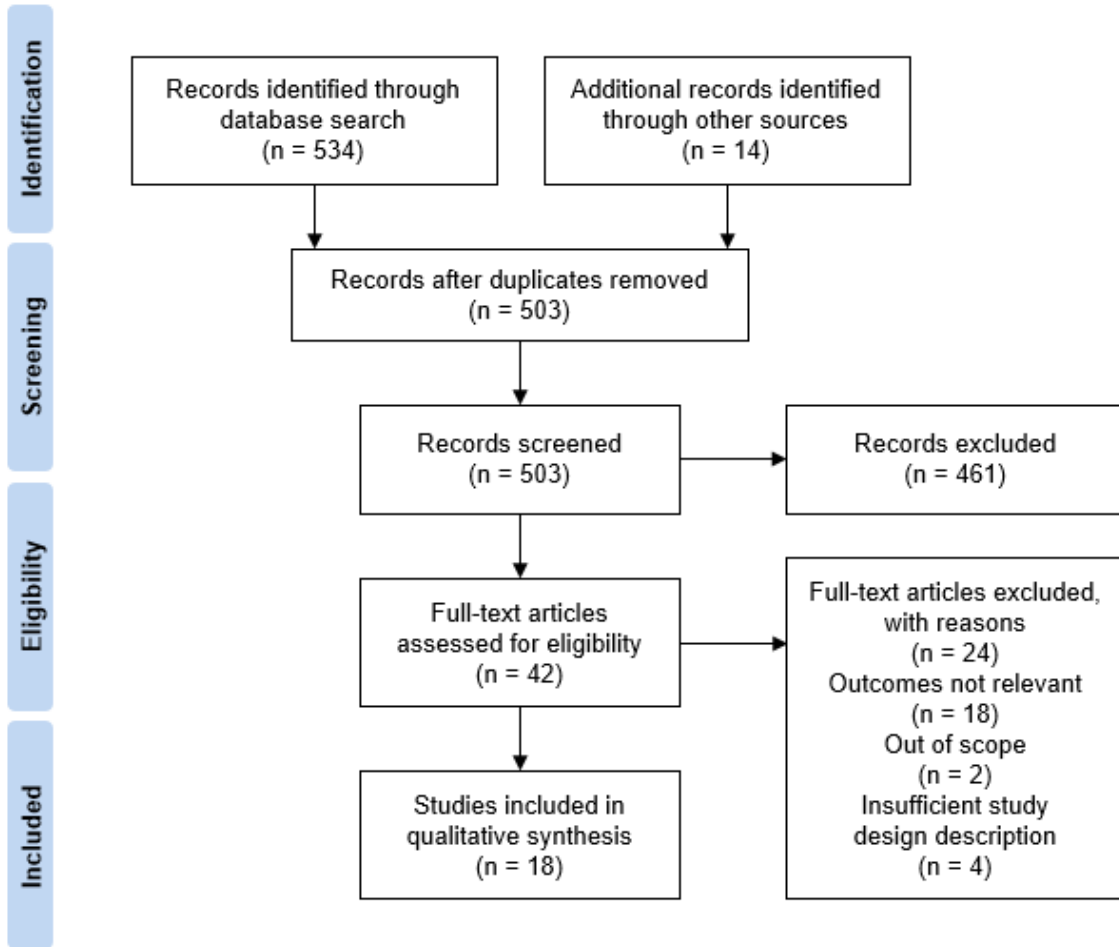 Identification
Records identified through
database search
(n = 534)
Additional records identified
through other sources
(n = 14)
Screening
Records after duplicates removed
(n = 503)
Records screened
(n = 503)
Records excluded
(n = 461)
Eligibility
Full-text articles
assessed for eligibility
(n = 42)
Full-text articles excluded,
with reasons
(n = 24)
Outcomes not relevant
(n = 18)
Out of scope
(n = 2)
Insufficient study
design description
(n = 4)
Included
Studies included in
qualitative synthesis
(n = 18)